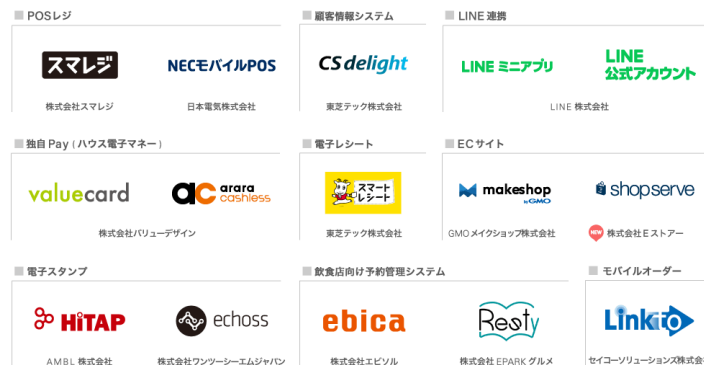 POSレジ
スマレジ
株式会社スマレジ
NECモバイルPOS
日本電気株式会社
顧客情報システム
CS delight
東芝テック株式会社
LINE 連携
LINE ミニアプリ
LINE
公式アカウント
LINE 株式会社
独自 Pay ( ハウス電子マネー )
valuecard
ac arara
cashless
株式会社バリューデザイン
電子レシート
スマート
レシート
東芝テック株式会社
ECサイト
makeshop
by GMO
GMO メイクショップ株式会社
shopserve
NEW 株式会社 E ストアー
電子スタンプ
HiTAP
AMBL 株式会社
echoss
株式会社ワンツーシーエムジャパン
飲食店向け予約管理システム
ebica
株式会社エビソル
Resty
株式会社 EPARK グルメ
モバイルオーダー
Linkto
セイコーソリューションズ株式会